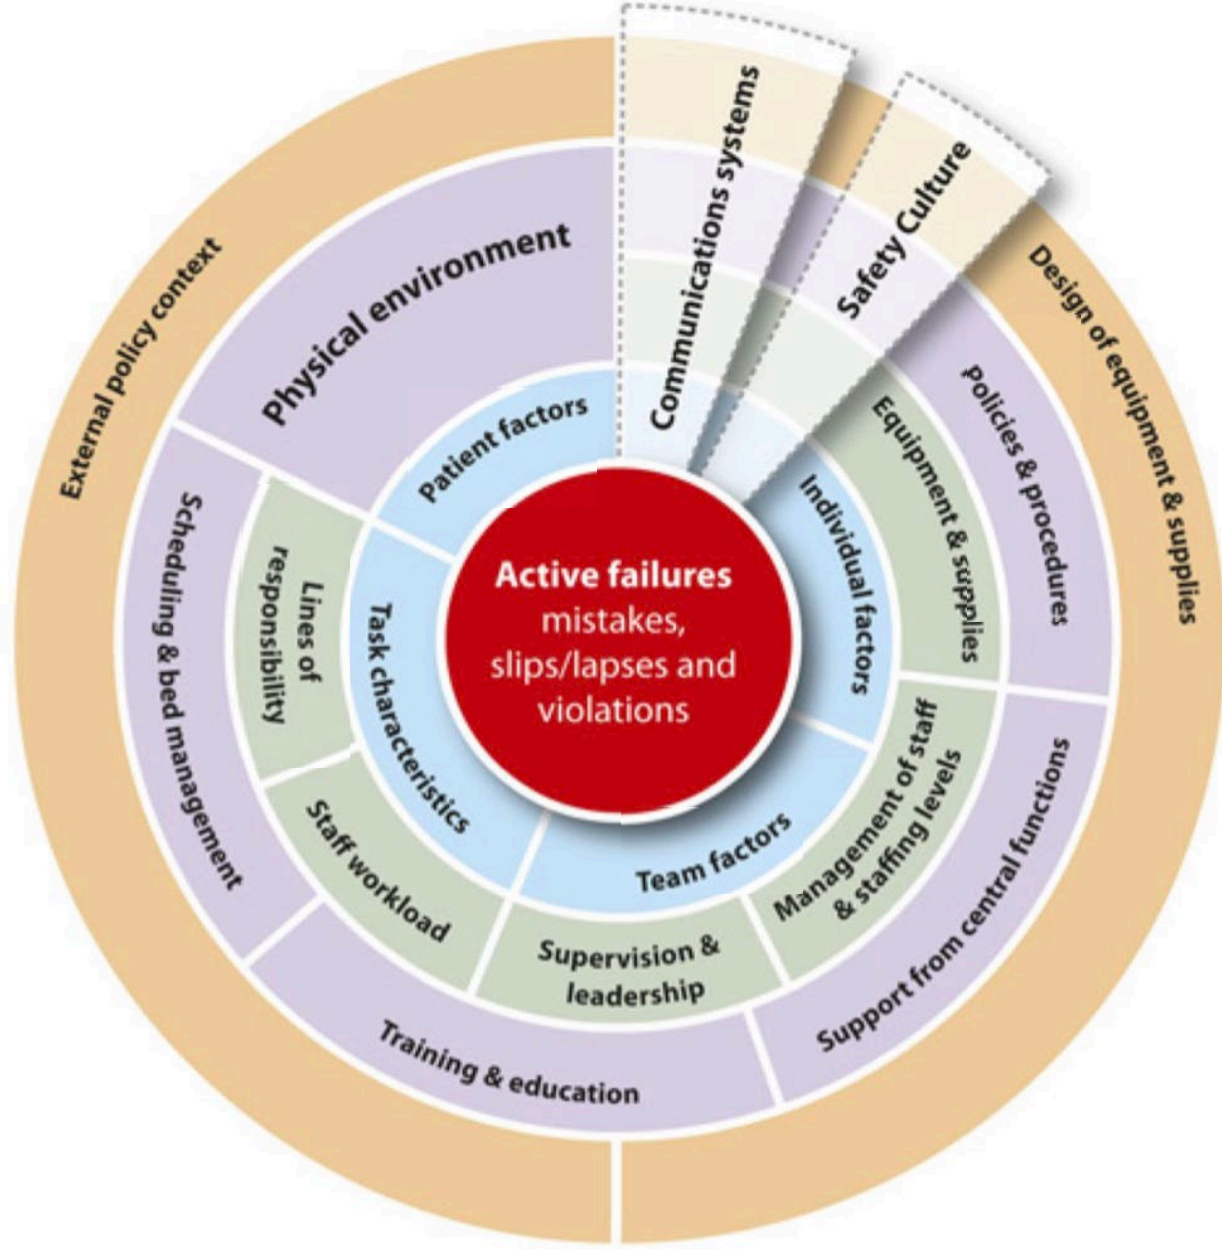 Communications systems
Safety Culture
External policy context
Design of equipment & supplies
Physical environment
Policies & procedures
Patient factors
Equipment & supplies
Individual factors
Active failures
mistakes,
slips/lapses and
violations
Lines of
responsibility
Scheduling & bed management
Task characteristics
Staff workload
Team factors
Management of staff
& staffing levels
Supervision &
leadership
Support from central functions
Training & education